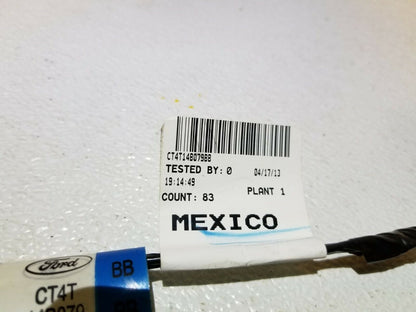 CT4T14B079BB
TESTED BY: 0 04/17/13
19:14:49 PLANT 1
COUNT: 83
MEXICO
Ford BB
CT4T